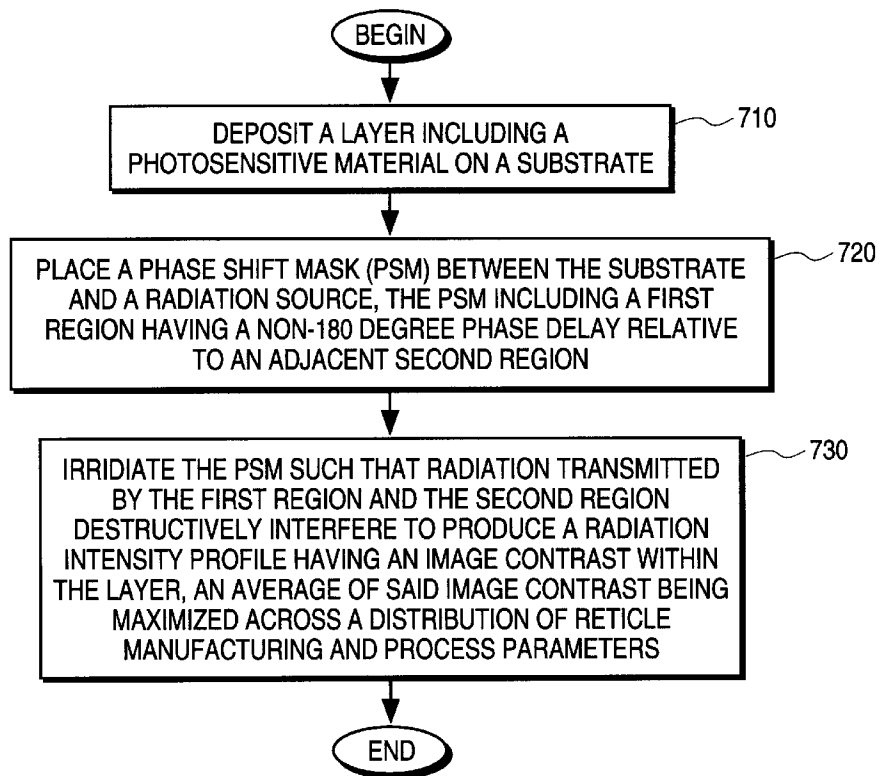 BEGIN
DEPOSIT A LAYER INCLUDING A
PHOTOSENSITIVE MATERIAL ON A SUBSTRATE
710
PLACE A PHASE SHIFT MASK (PSM) BETWEEN THE SUBSTRATE
AND A RADIATION SOURCE, THE PSM INCLUDING A FIRST
REGION HAVING A NON-180 DEGREE PHASE DELAY RELATIVE
TO AN ADJACENT SECOND REGION
720
IRRIDIATE THE PSM SUCH THAT RADIATION TRANSMITTED
BY THE FIRST REGION AND THE SECOND REGION
DESTRUCTIVELY INTERFERE TO PRODUCE A RADIATION
INTENSITY PROFILE HAVING AN IMAGE CONTRAST WITHIN
THE LAYER, AN AVERAGE OF SAID IMAGE CONTRAST BEING
MAXIMIZED ACROSS A DISTRIBUTION OF RETICLE
MANUFACTURING AND PROCESS PARAMETERS
730
END